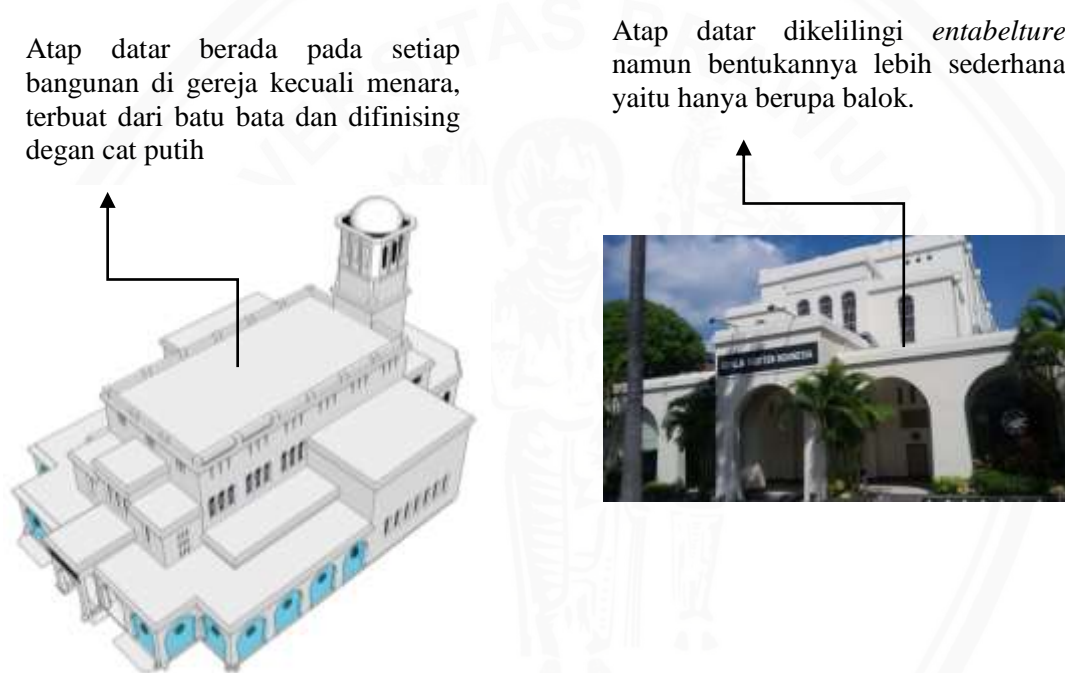 Atap datar berada pada setiap
bangunan di gereja kecuali menara,
terbuat dari batu bata dan difinising
degan cat putih
Atap datar dikelilingi entabelture
namun bentukannya lebih sederhana
yaitu hanya berupa balok.